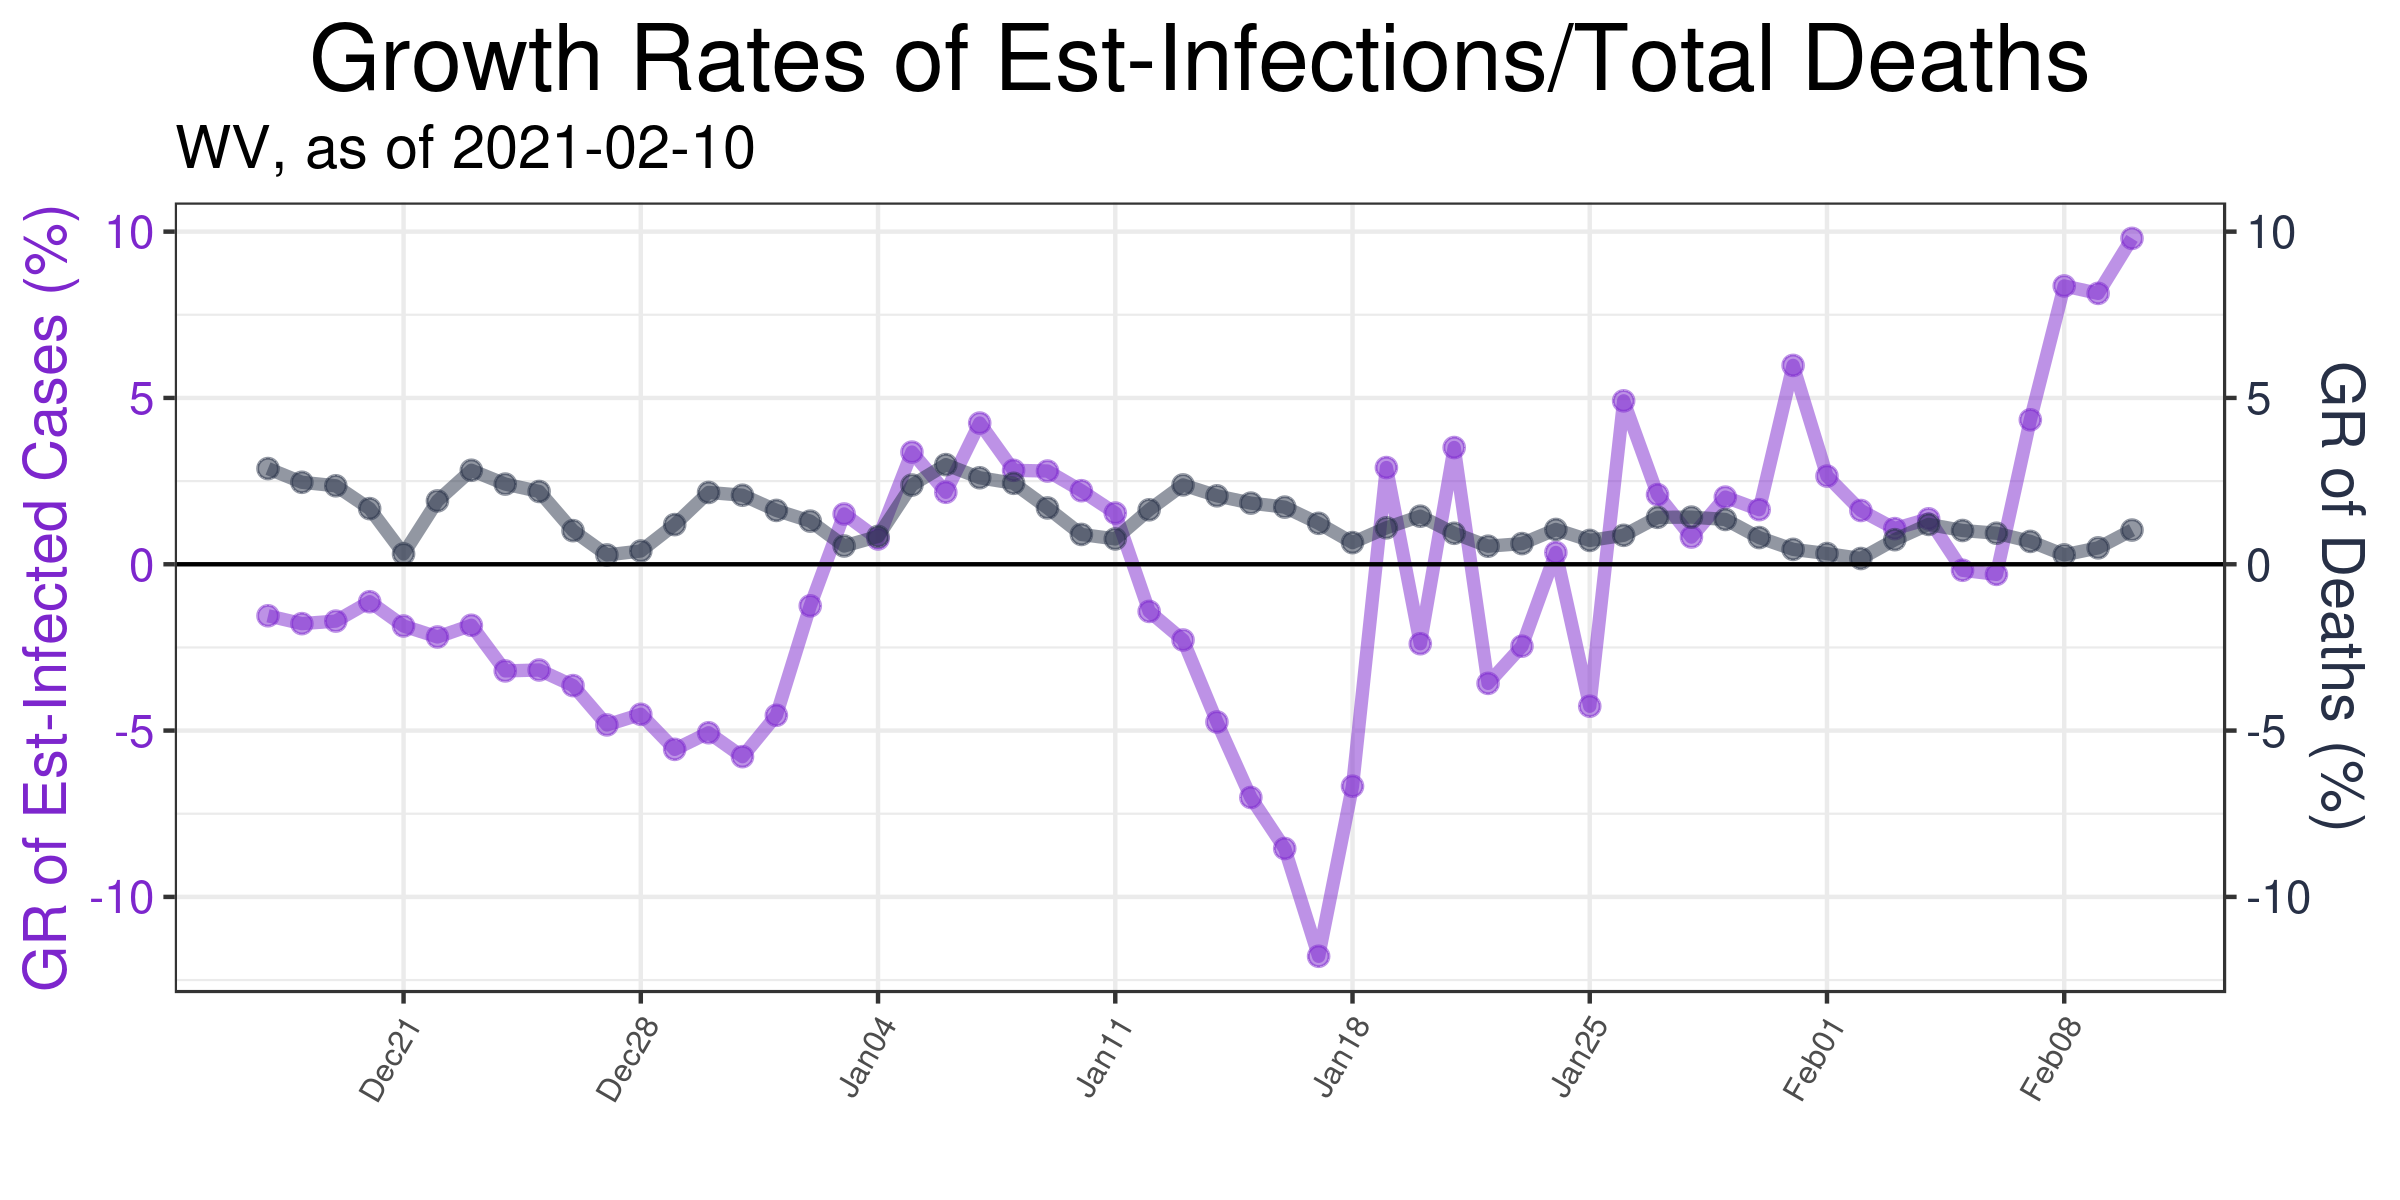 Growth Rates of Est-Infections/Total Deaths
WV, as of 2021-02-10
GR of Est-Infected Cases (%)
10
5
0
-5
-10
10
5
0
-5
-10
GR of Deaths (%)
Dec21
Dec28
Jan04
Jan11
Jan18
Jan25
Feb01
Feb08